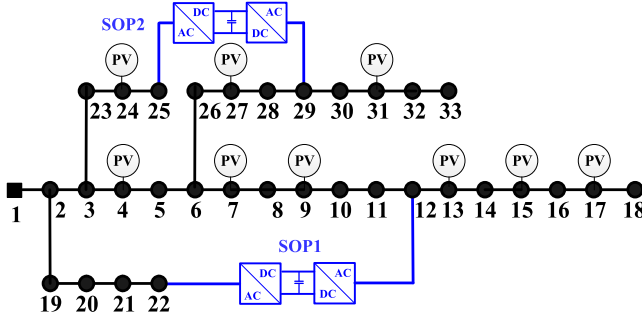 SOP2
DC
AC
AC
DC
PV PV PV
23 24 25 26 27 28 29 30 31 32 33
PV PV PV PV PV PV
1 2 3 4 5 6 7 8 9 10 11 12 13 14 15 16 17 18
SOP1
DC
AC
AC
DC
19 20 21 22